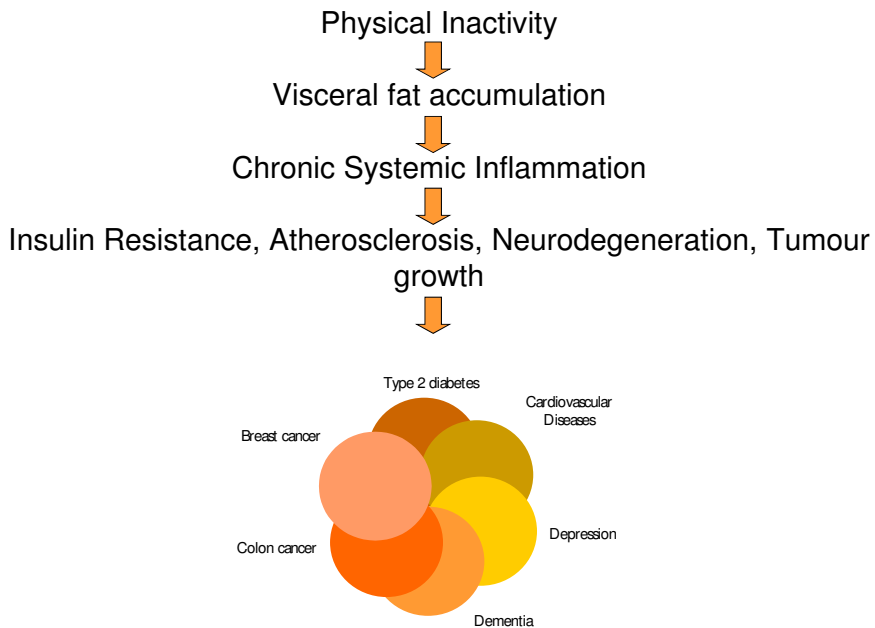 Physical Inactivity
Visceral fat accumulation
Chronic Systemic Inflammation
Insulin Resistance, Atherosclerosis, Neurodegeneration, Tumour
growth
Type 2 diabetes
Cardiovascular
Diseases
Breast cancer
Depression
Colon cancer
Dementia